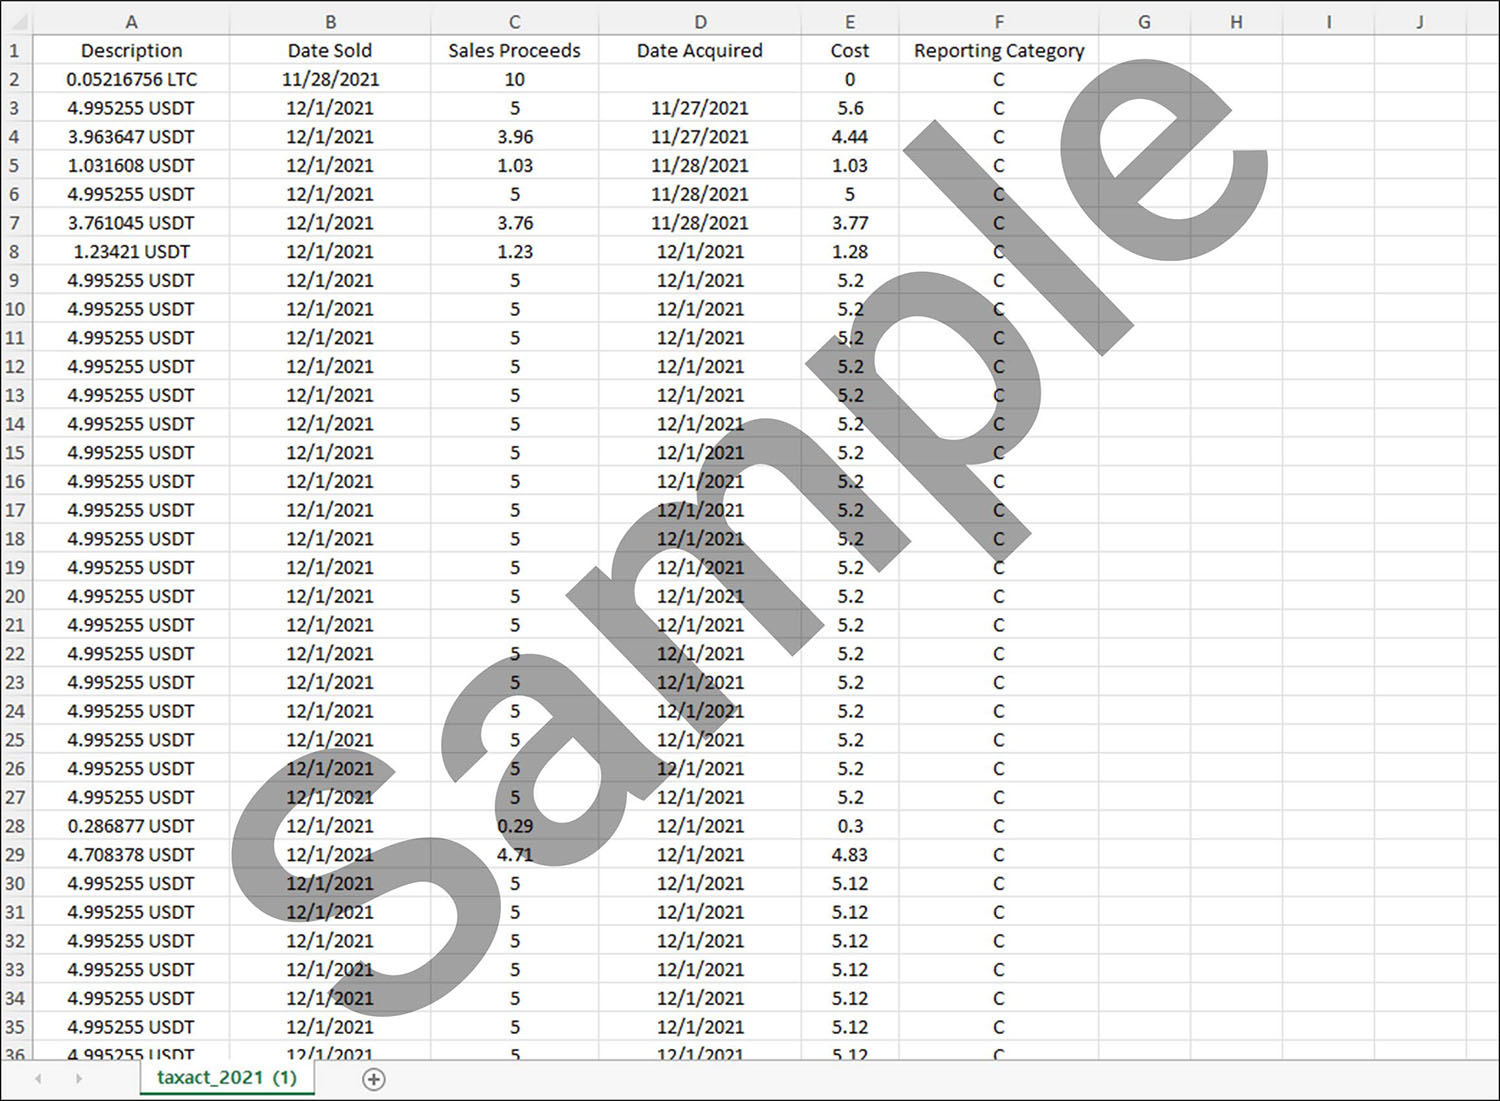 A B C D E F G H I J
1 Description Date Sold Sales Proceeds Date Acquired Cost Reporting Category
2 0.05216756 LTC 11/28/2021 10 0 C
3 4.995255 USDT 12/1/2021 5 11/27/2021 5.6 C
4 3.963647 USDT 12/1/2021 3.96 11/27/2021 4.44 C
5 1.031608 USDT 12/1/2021 1.03 11/28/2021 1.03 C
6 4.995255 USDT 12/1/2021 5 11/28/2021 5 C
7 3.761045 USDT 12/1/2021 3.76 11/28/2021 3.77 C
8 1.23421 USDT 12/1/2021 1.23 12/1/2021 1.28 C
9 4.995255 USDT 12/1/2021 5 12/1/2021 5.2 C
10 4.995255 USDT 12/1/2021 5 12/1/2021 5.2 C
11 4.995255 USDT 12/1/2021 5 12/1/2021 5.2 C
12 4.995255 USDT 12/1/2021 5 12/1/2021 5.2 C
13 4.995255 USDT 12/1/2021 5 12/1/2021 5.2 C
14 4.995255 USDT 12/1/2021 5 12/1/2021 5.2 C
15 4.995255 USDT 12/1/2021 5 12/1/2021 5.2 C
16 4.995255 USDT 12/1/2021 5 12/1/2021 5.2 C
17 4.995255 USDT 12/1/2021 5 12/1/2021 5.2 C
18 4.995255 USDT 12/1/2021 5 12/1/2021 5.2 C
19 4.995255 USDT 12/1/2021 5 12/1/2021 5.2 C
20 4.995255 USDT 12/1/2021 5 12/1/2021 5.2 C
21 4.995255 USDT 12/1/2021 5 12/1/2021 5.2 C
22 4.995255 USDT 12/1/2021 5 12/1/2021 5.2 C
23 4.995255 USDT 12/1/2021 5 12/1/2021 5.2 C
24 4.995255 USDT 12/1/2021 5 12/1/2021 5.2 C
25 4.995255 USDT 12/1/2021 5 12/1/2021 5.2 C
26 4.995255 USDT 12/1/2021 5 12/1/2021 5.2 C
27 4.995255 USDT 12/1/2021 5 12/1/2021 5.2 C
28 0.286877 USDT 12/1/2021 0.29 12/1/2021 0.3 C
29 4.708378 USDT 12/1/2021 4.71 12/1/2021 4.83 C
30 4.995255 USDT 12/1/2021 5 12/1/2021 5.12 C
31 4.995255 USDT 12/1/2021 5 12/1/2021 5.12 C
32 4.995255 USDT 12/1/2021 5 12/1/2021 5.12 C
33 4.995255 USDT 12/1/2021 5 12/1/2021 5.12 C
34 4.995255 USDT 12/1/2021 5 12/1/2021 5.12 C
35 4.995255 USDT 12/1/2021 5 12/1/2021 5.12 C
36 4.995255 USDT 12/1/2021 5 12/1/2021 5.12 C
Sample
taxact_2021 (1)